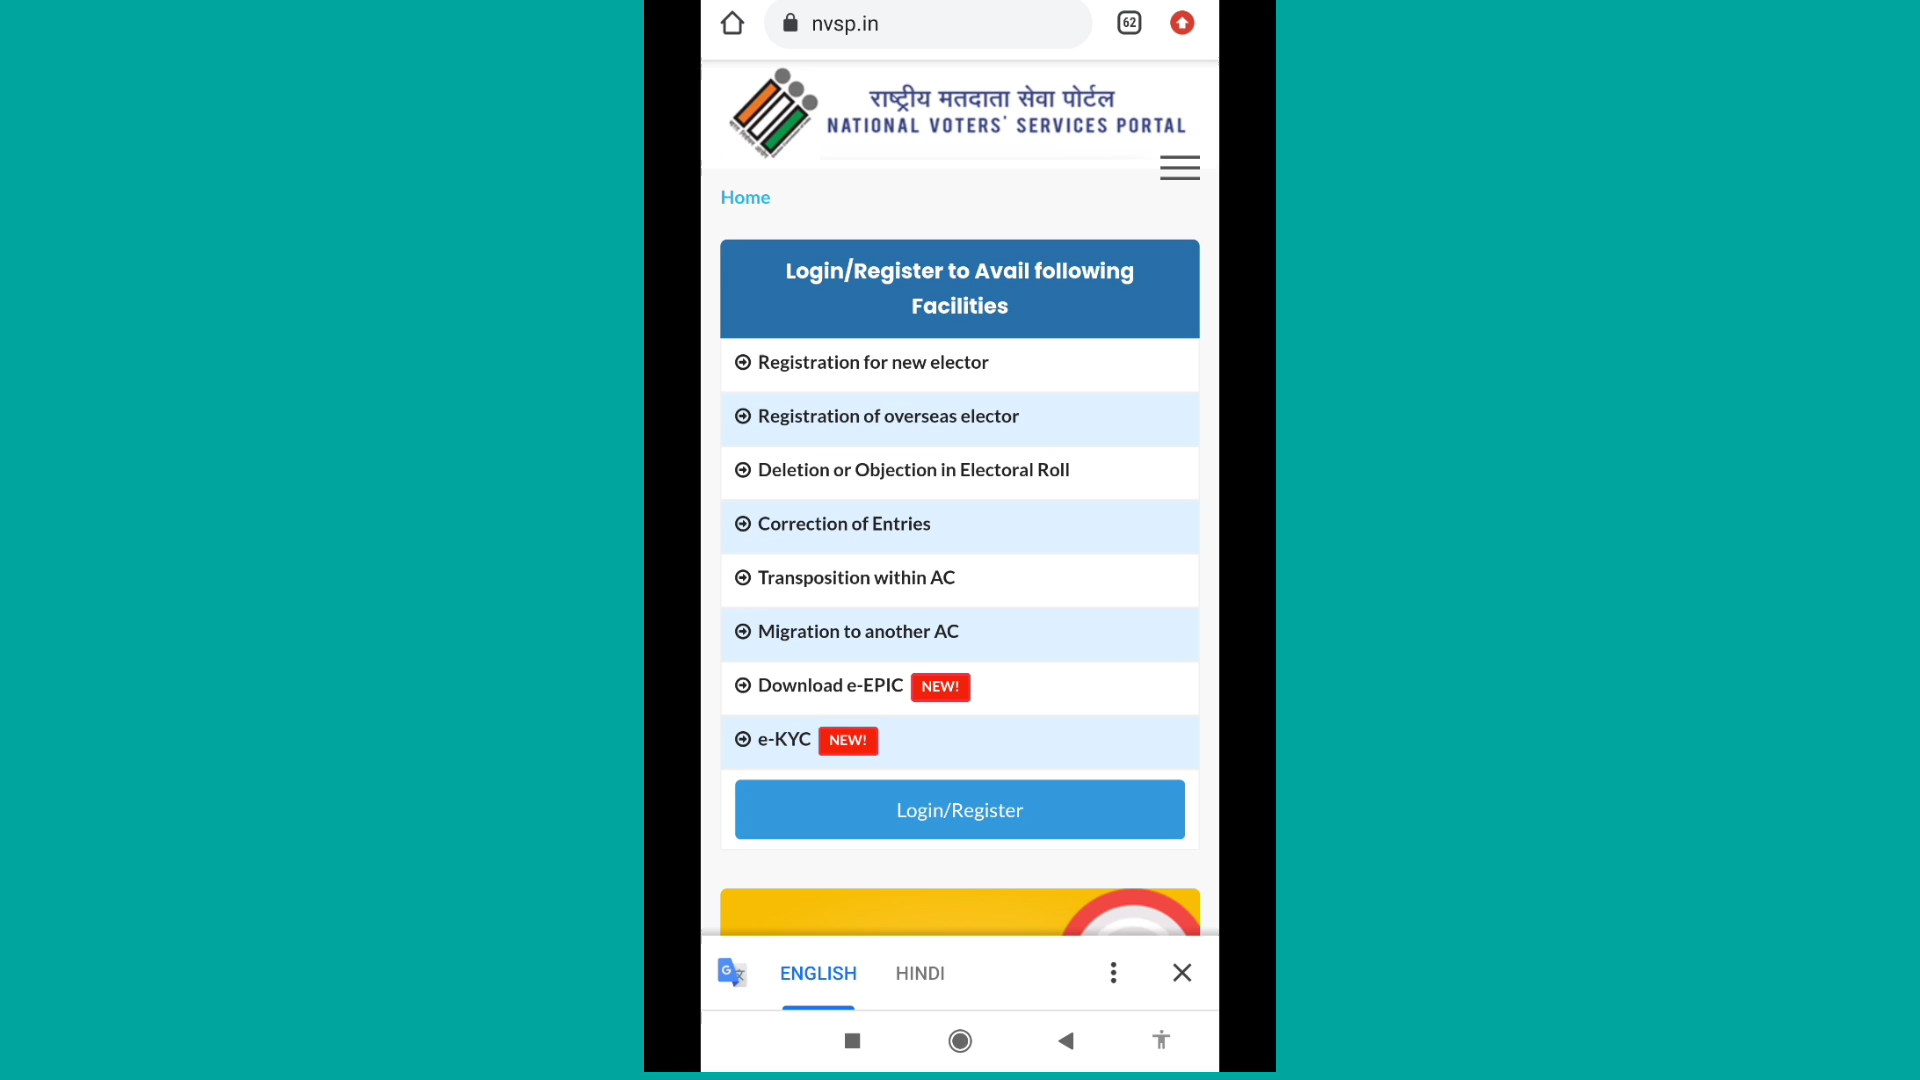 nvsp.in
62
राष्ट्रीय मतदाता सेवा पोर्टल
NATIONAL VOTERS' SERVICES PORTAL
Home
Login/Register to Avail following
Facilities
Registration for new elector
Registration of overseas elector
Deletion or Objection in Electoral Roll
Correction of Entries
Transposition within AC
Migration to another AC
Download e-EPIC NEW!
e-KYC NEW!
Login/Register
ENGLISH HINDI